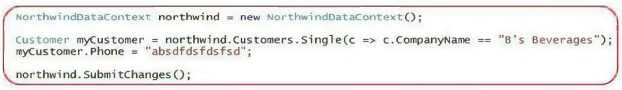 NorthwindDataContext northwind = new NorthwindDataContext();
Customer myCustomer = northwind.Customers.Single(c => c.CompanyName == "B's Beverages");
myCustomer.Phone = "absdfdsfdsfsd";
northwind.SubmitChanges();